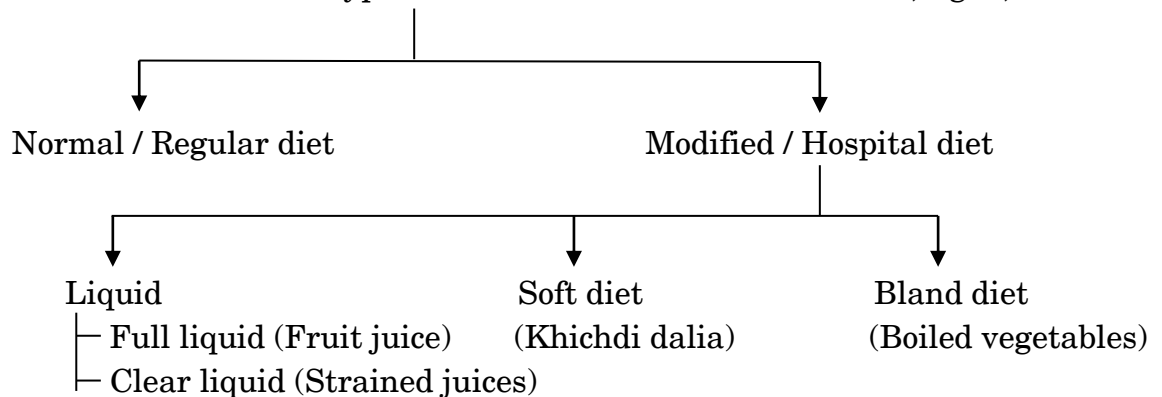 Normal / Regular diet Modified / Hospital diet
Liquid Soft diet Bland diet
Full liquid (Fruit juice) (Khichdi dalia) (Boiled vegetables)
Clear liquid (Strained juices)